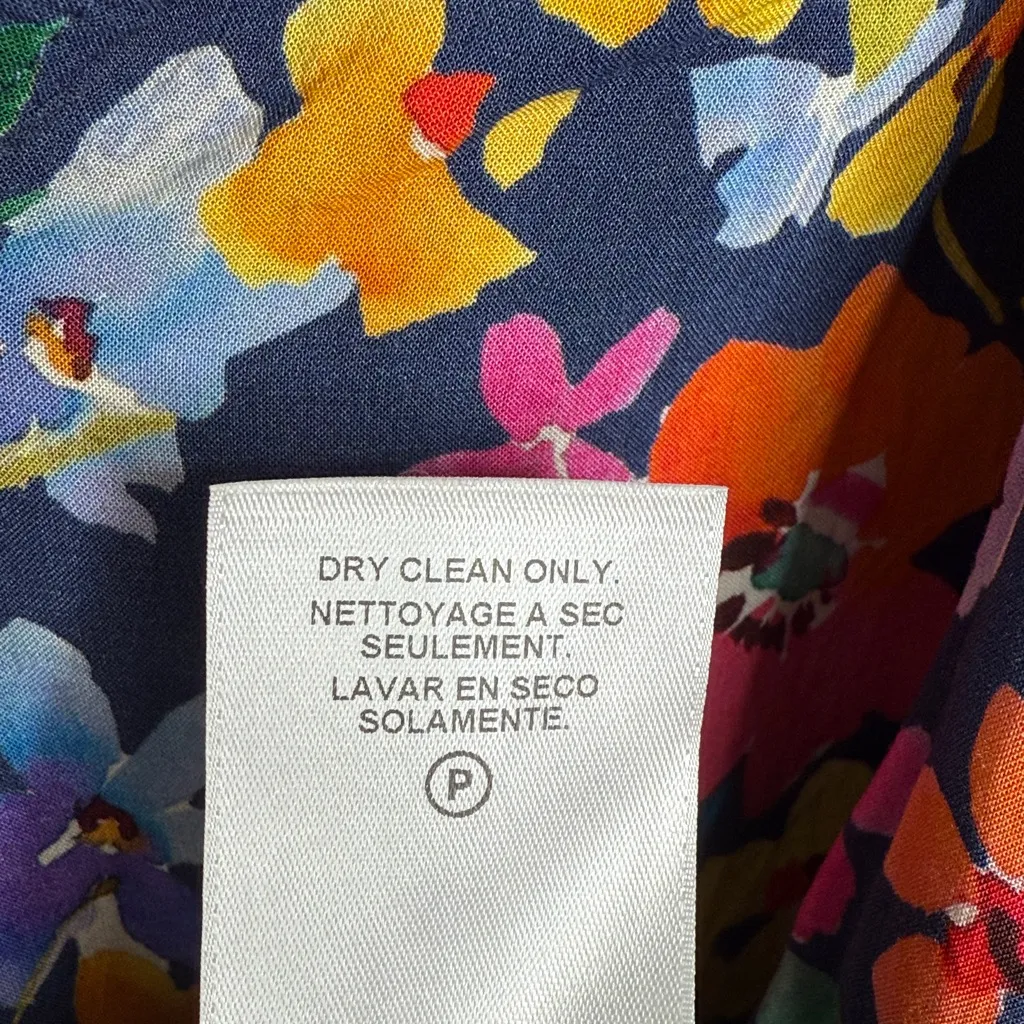 DRY CLEAN ONLY.
NETTOYAGE A SEC
SEULEMENT.
LAVAR EN SECO
SOLAMENTE.
P